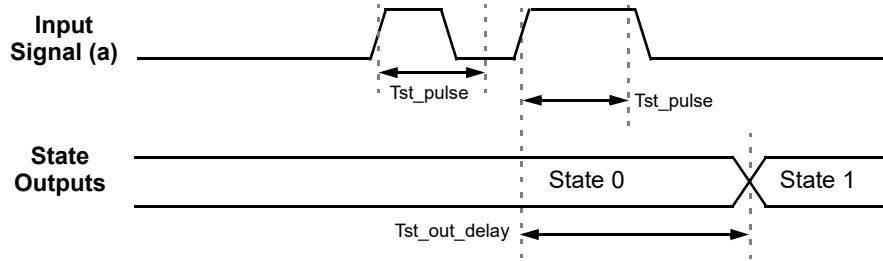 Input
Signal (a)
Tst_pulse
Tst_pulse
State
Outputs
State 0
State 1
Tst_out_delay